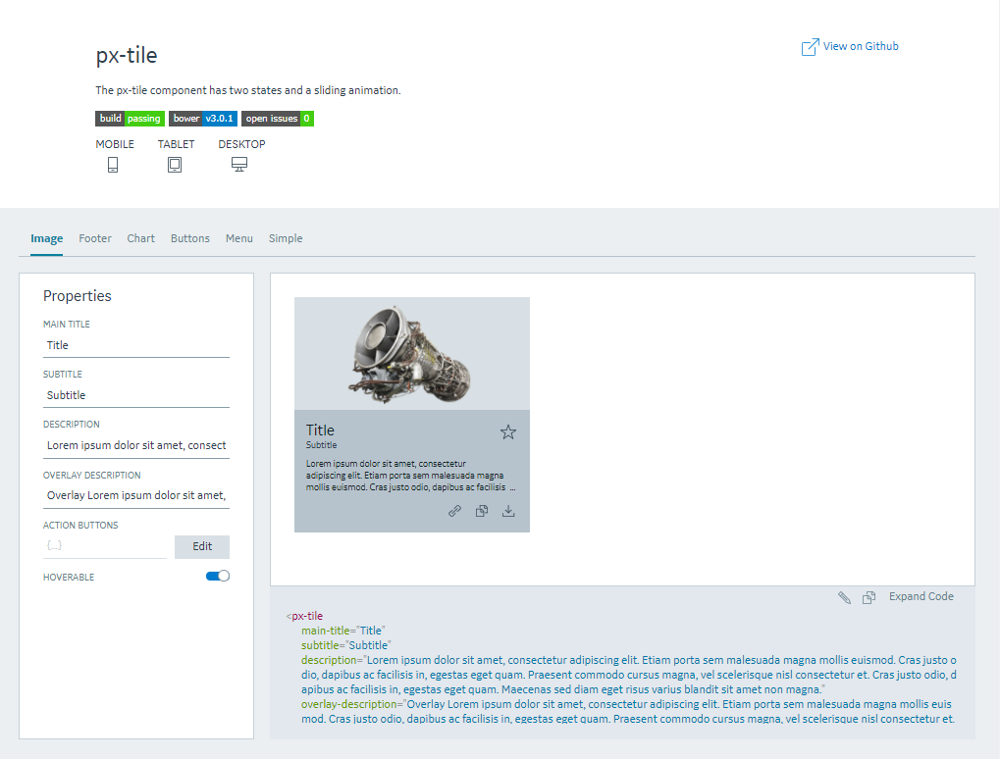 px-tile
View on Github
The px-tile component has two states and a sliding animation.
build passing bower v3.0.1 open issues 0
MOBILE TABLET DESKTOP
Image Footer Chart Buttons Menu Simple
Properties
MAIN TITLE
Title
SUBTITLE
Subtitle
DESCRIPTION
Lorem ipsum dolor sit amet, consect
OVERLAY DESCRIPTION
Overlay Lorem ipsum dolor sit amet,
ACTION BUTTONS
{...} Edit
HOVERABLE
Title
Subtitle
Lorem ipsum dolor sit amet, consectetur
adipiscing elit. Etiam porta sem malesuada magna
mollis euismod. Cras justo odio, dapibus ac facilisis ...
Expand Code
<px-tile
main-title="Title"
subtitle="Subtitle"
description="Lorem ipsum dolor sit amet, consectetur adipiscing elit. Etiam porta sem malesuada magna mollis euismod. Cras justo o
dio, dapibus ac facilisis in, egestas eget quam. Praesent commodo cursus magna, vel scelerisque nisl consectetur et. Cras justo odio, d
apibus ac facilisis in, egestas eget quam. Maecenas sed diam eget risus varius blandit sit amet non magna."
overlay-description="Overlay Lorem ipsum dolor sit amet, consectetur adipiscing elit. Etiam porta sem malesuada magna mollis euis
mod. Cras justo odio, dapibus ac facilisis in, egestas eget quam. Praesent commodo cursus magna, vel scelerisque nisl consectetur et.